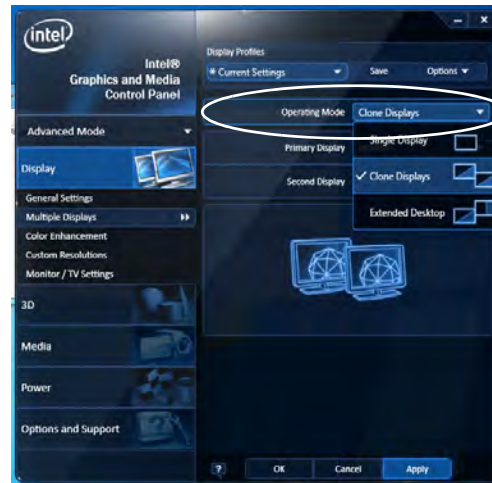 intel
Intel®
Graphics and Media
Control Panel
Advanced Mode
Display
General Settings
Multiple Displays
Color Enhancement
Custom Resolutions
Monitor / TV Settings
3D
Media
Power
Options and Support
Display Profiles
* Current Settings
Save
Options
Operating Mode
Clone Displays
Primary Display
Single Display
Second Display
✓ Clone Displays
Extended Desktop
?
OK
Cancel
Apply